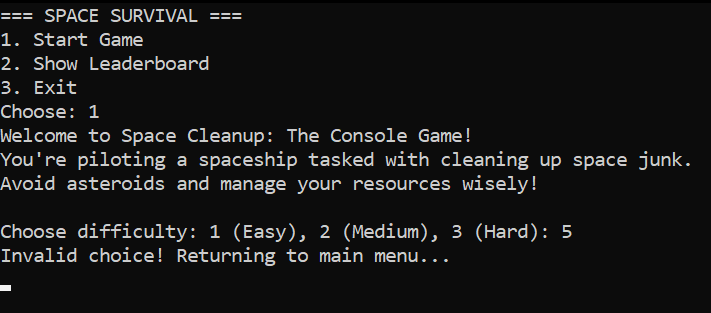 === SPACE SURVIVAL ===
1. Start Game
2. Show Leaderboard
3. Exit
Choose: 1
Welcome to Space Cleanup: The Console Game!
You're piloting a spaceship tasked with cleaning up space junk.
Avoid asteroids and manage your resources wisely!
Choose difficulty: 1 (Easy), 2 (Medium), 3 (Hard): 5
Invalid choice! Returning to main menu...